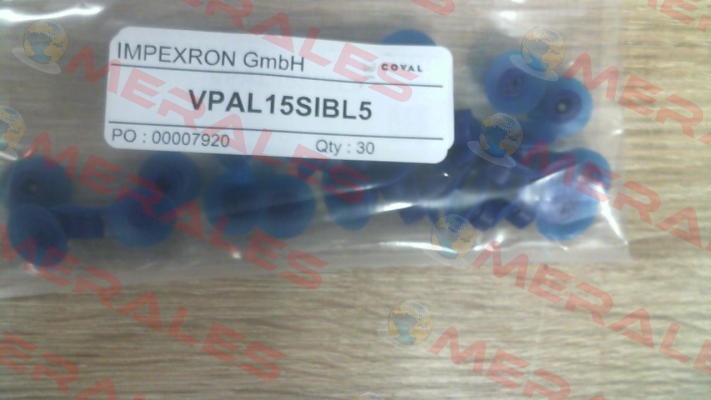 IMPEXRON GmbH
COVAL
VPAL15SIBL5
PO : 00007920 Qty : 30
MERALES
MERALES
MERALES
MERALES
MERALES